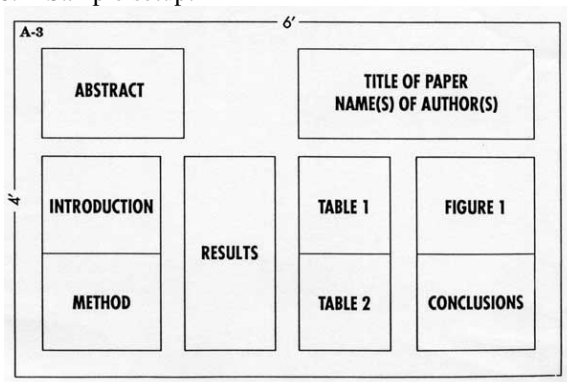 6'
A-3
ABSTRACT
TITLE OF PAPER
NAME(S) OF AUTHOR(S)
4'
INTRODUCTION
METHOD
RESULTS
TABLE 1
TABLE 2
FIGURE 1
CONCLUSIONS